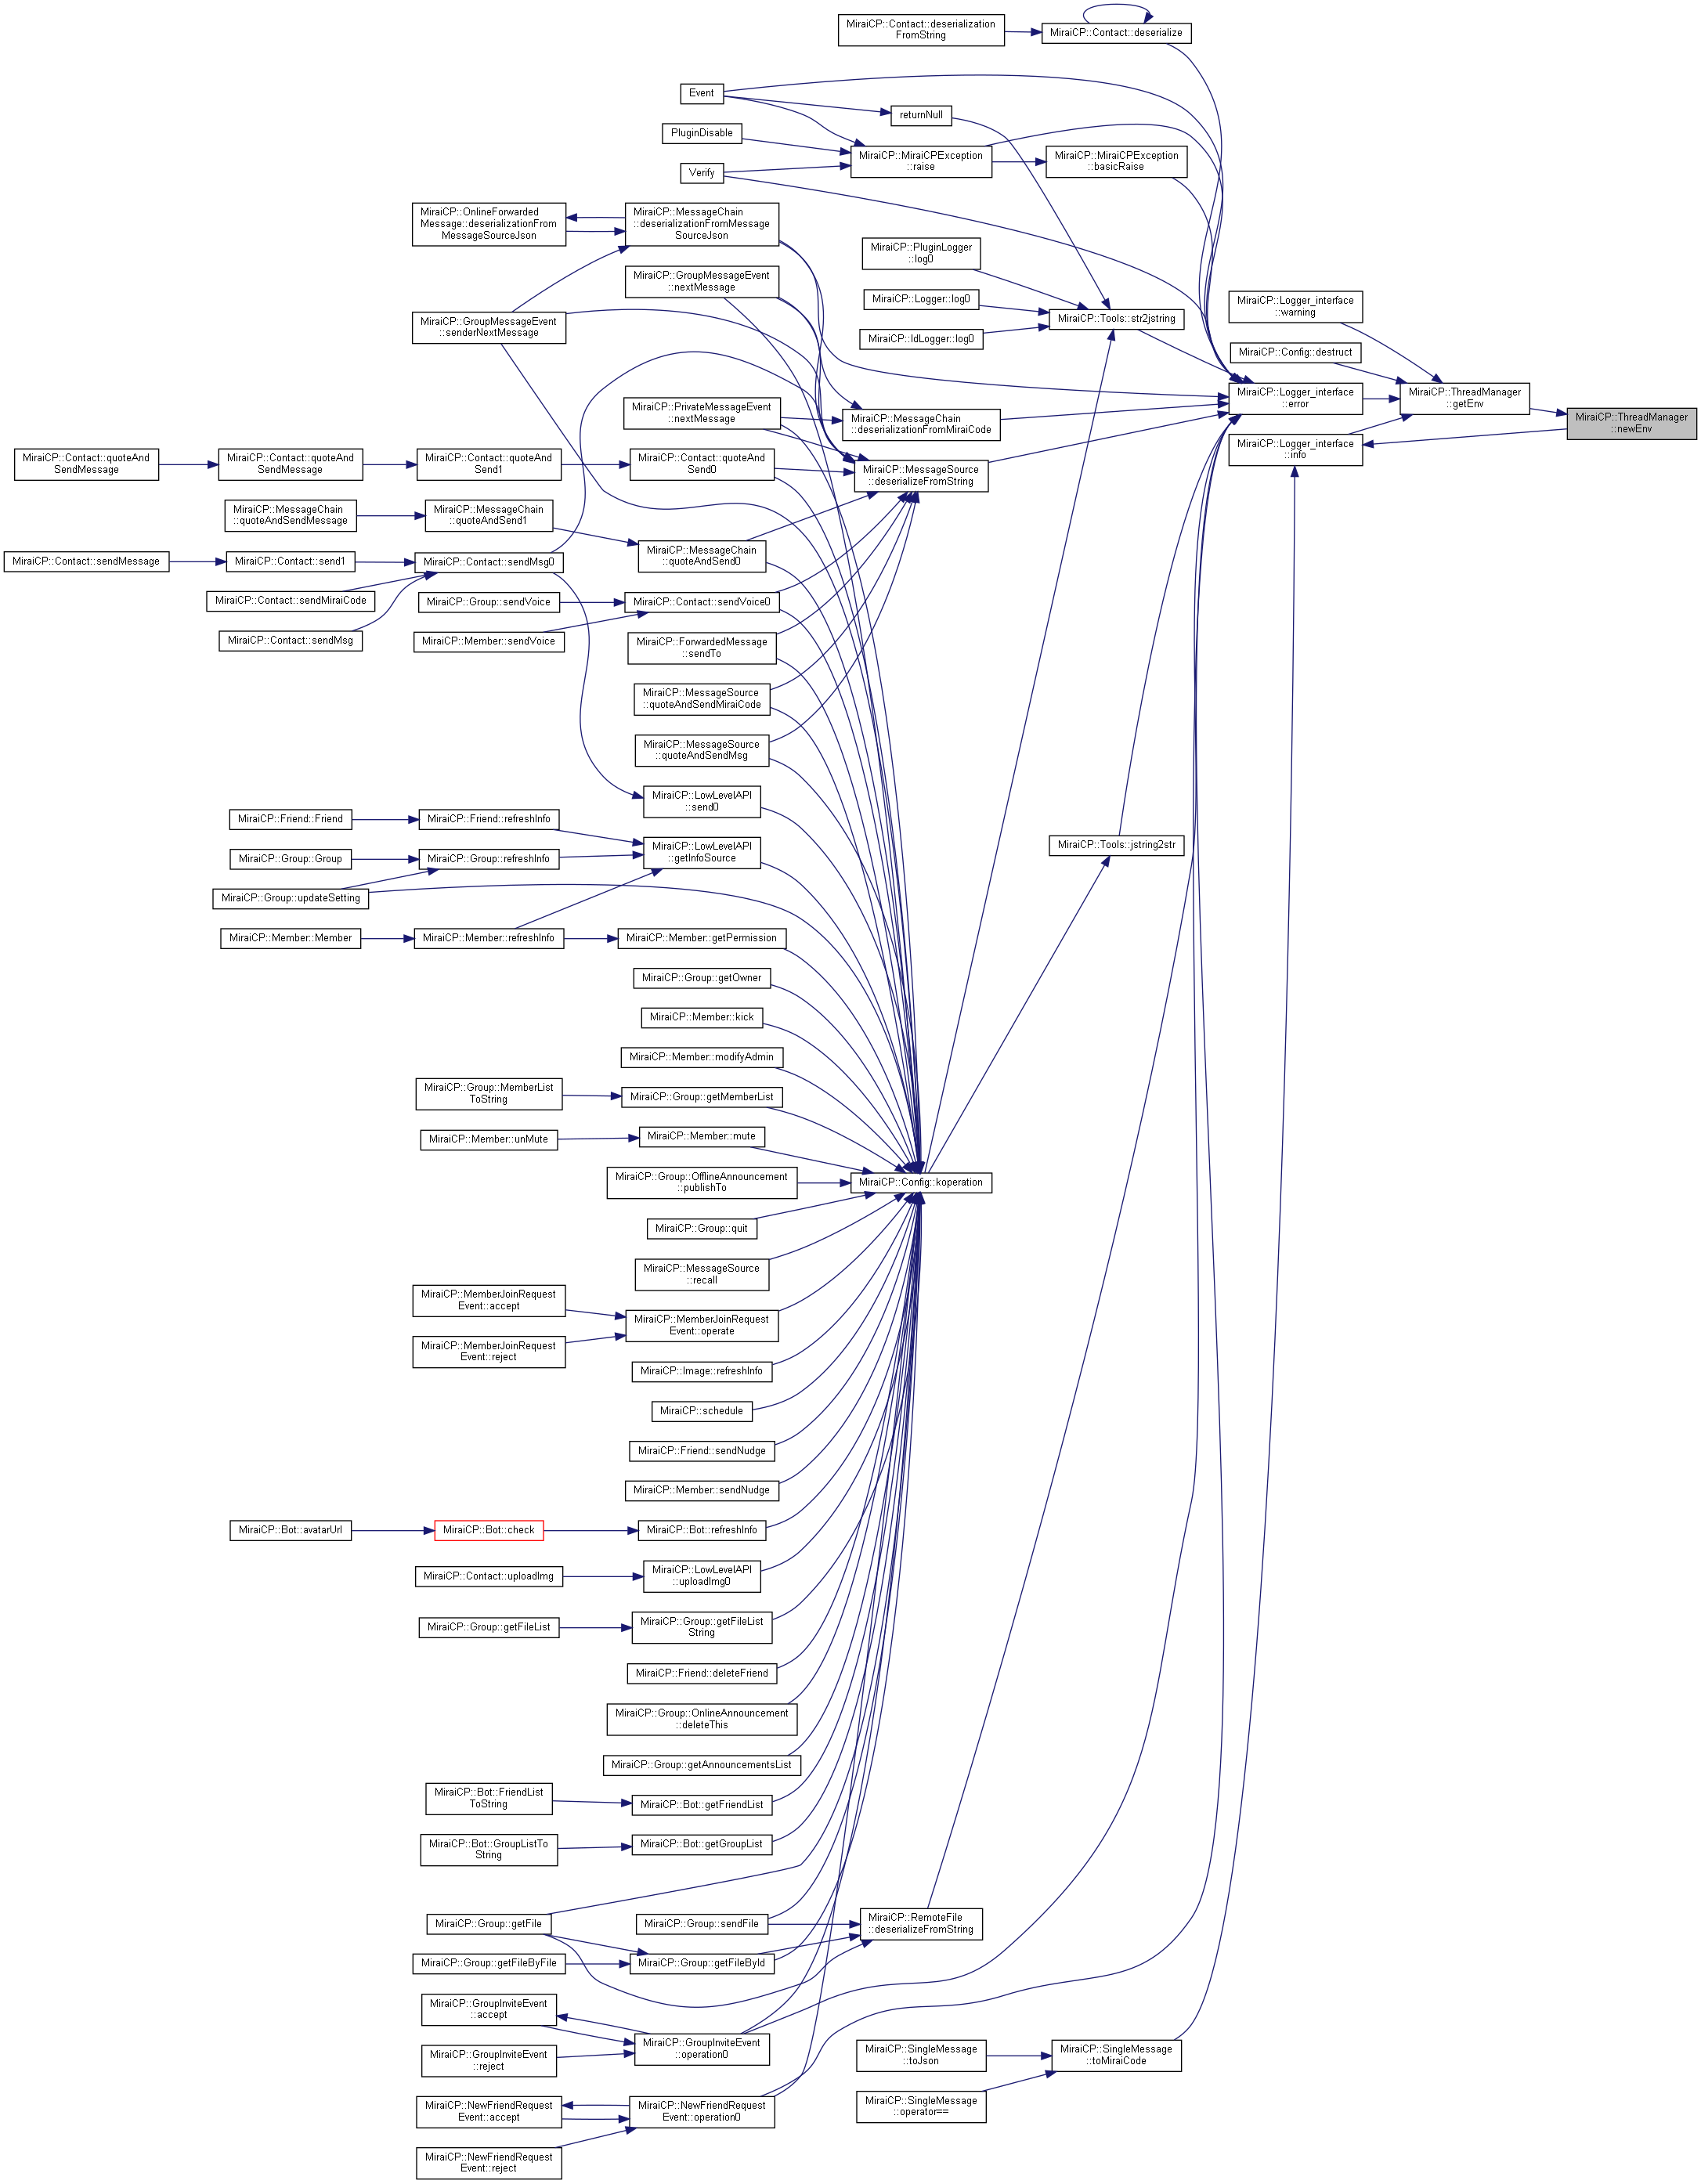 MiraiCP::Contact::deserialization
FromString
MiraiCP::Contact::deserialize
Event
returnNull
PluginDisable
MiraiCP::MiraiCPException
::raise
MiraiCP::MiraiCPException
::basicRaise
Verify
MiraiCP::OnlineForwarded
Message::deserializationFrom
MessageSourceJson
MiraiCP::MessageChain
::deserializationFromMessage
SourceJson
MiraiCP::PluginLogger
::log0
MiraiCP::GroupMessageEvent
::nextMessage
MiraiCP::Logger::log0
MiraiCP::Logger_interface
::warning
MiraiCP::GroupMessageEvent
::senderNextMessage
MiraiCP::Tools::str2jstring
MiraiCP::IdLogger::log0
MiraiCP::Config::destruct
MiraiCP::PrivateMessageEvent
::nextMessage
MiraiCP::MessageChain
::deserializationFromMiraiCode
MiraiCP::Logger_interface
::error
MiraiCP::ThreadManager
::getEnv
MiraiCP::ThreadManager
::newEnv
MiraiCP::Logger_interface
::info
MiraiCP::Contact::quoteAnd
SendMessage
MiraiCP::Contact::quoteAnd
SendMessage
MiraiCP::Contact::quoteAnd
Send1
MiraiCP::Contact::quoteAnd
Send0
MiraiCP::MessageSource
::deserializeFromString
MiraiCP::MessageChain
::quoteAndSendMessage
MiraiCP::MessageChain
::quoteAndSend1
MiraiCP::MessageChain
::quoteAndSend0
MiraiCP::Contact::sendMessage
MiraiCP::Contact::send1
MiraiCP::Contact::sendMsg0
MiraiCP::Contact::sendMiraiCode
MiraiCP::Group::sendVoice
MiraiCP::Contact::sendVoice0
MiraiCP::Contact::sendMsg
MiraiCP::Member::sendVoice
MiraiCP::ForwardedMessage
::sendTo
MiraiCP::MessageSource
::quoteAndSendMiraiCode
MiraiCP::MessageSource
::quoteAndSendMsg
MiraiCP::LowLevelAPI
::send0
MiraiCP::Friend::Friend
MiraiCP::Friend::refreshInfo
MiraiCP::LowLevelAPI
::getInfoSource
MiraiCP::Tools::jstring2str
MiraiCP::Group::Group
MiraiCP::Group::refreshInfo
MiraiCP::Group::updateSetting
MiraiCP::Member::Member
MiraiCP::Member::refreshInfo
MiraiCP::Member::getPermission
MiraiCP::Group::getOwner
MiraiCP::Member::kick
MiraiCP::Member::modifyAdmin
MiraiCP::Group::MemberList
ToString
MiraiCP::Group::getMemberList
MiraiCP::Member::unMute
MiraiCP::Member::mute
MiraiCP::Group::OfflineAnnouncement
::publishTo
MiraiCP::Config::koperation
MiraiCP::Group::quit
MiraiCP::MessageSource
::recall
MiraiCP::MemberJoinRequest
Event::accept
MiraiCP::MemberJoinRequest
Event::operate
MiraiCP::MemberJoinRequest
Event::reject
MiraiCP::Image::refreshInfo
MiraiCP::schedule
MiraiCP::Friend::sendNudge
MiraiCP::Member::sendNudge
MiraiCP::Bot::avatarUrl
MiraiCP::Bot::check
MiraiCP::Bot::refreshInfo
MiraiCP::Contact::uploadImg
MiraiCP::LowLevelAPI
::uploadImg0
MiraiCP::Group::getFileList
MiraiCP::Group::getFileList
String
MiraiCP::Friend::deleteFriend
MiraiCP::Group::OnlineAnnouncement
::deleteThis
MiraiCP::Group::getAnnouncementsList
MiraiCP::Bot::FriendList
ToString
MiraiCP::Bot::getFriendList
MiraiCP::Bot::GroupListTo
String
MiraiCP::Bot::getGroupList
MiraiCP::Group::getFile
MiraiCP::Group::sendFile
MiraiCP::RemoteFile
::deserializeFromString
MiraiCP::Group::getFileByFile
MiraiCP::Group::getFileById
MiraiCP::GroupInviteEvent
::accept
MiraiCP::GroupInviteEvent
::operation0
MiraiCP::GroupInviteEvent
::reject
MiraiCP::SingleMessage
::toJson
MiraiCP::SingleMessage
::toMiraiCode
MiraiCP::SingleMessage
::operator==
MiraiCP::NewFriendRequest
Event::accept
MiraiCP::NewFriendRequest
Event::operation0
MiraiCP::NewFriendRequest
Event::reject